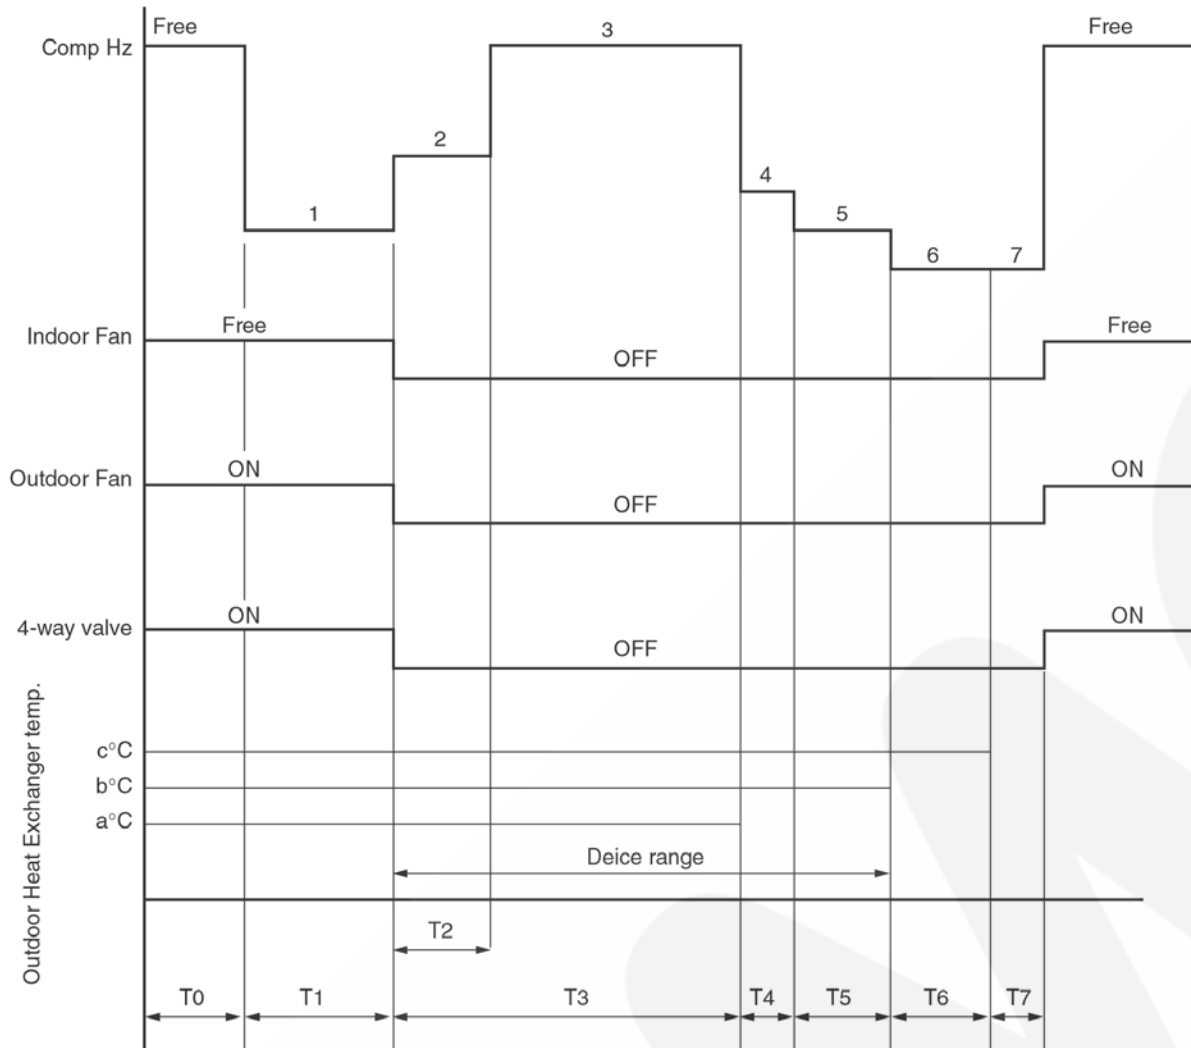 Free
3
Free
Comp Hz
2
4
1
5
6
7
Indoor Fan
Free
Free
OFF
Outdoor Fan
ON
ON
OFF
4-way valve
ON
ON
OFF
Outdoor Heat Exchanger temp.
c°C
b°C
a°C
Deice range
T2
T0
T1
T3
T4
T5
T6
T7